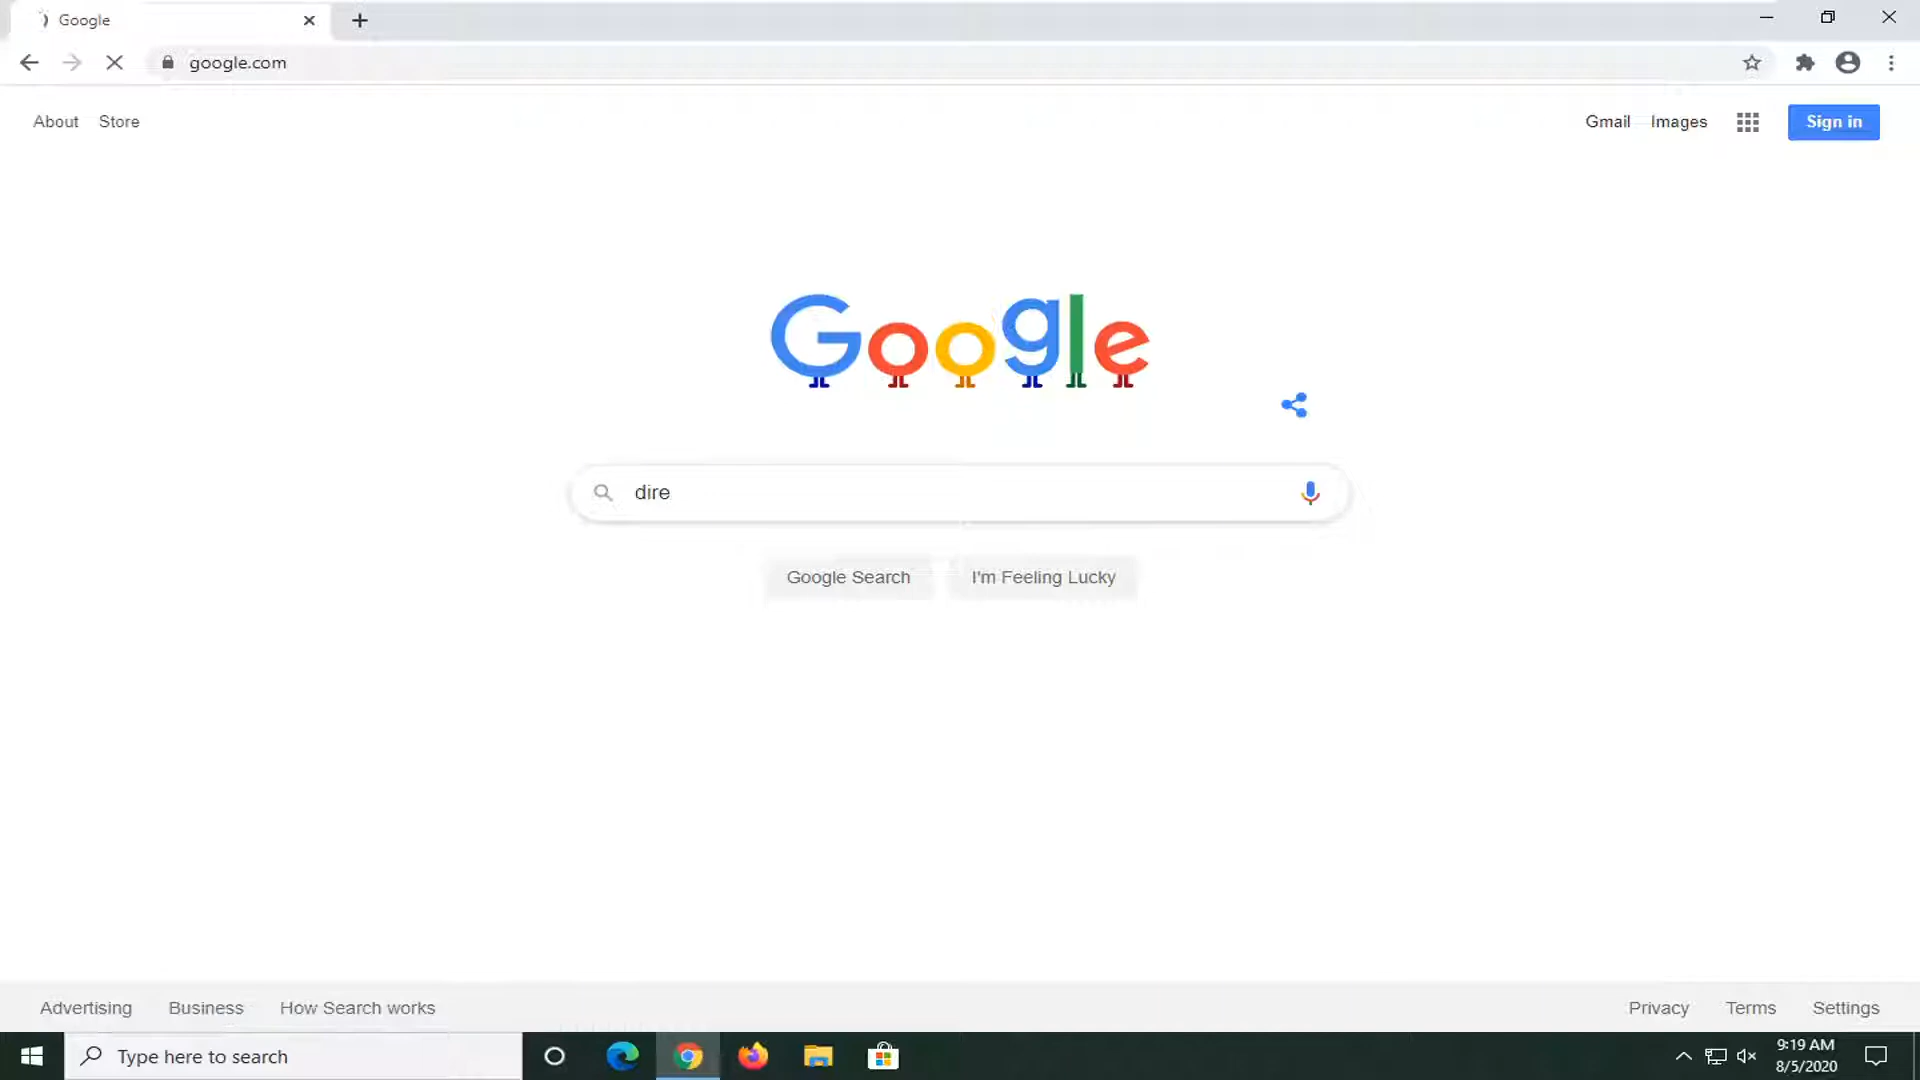 Google
google.com
About Store
Gmail Images Sign in
Google
dire
Google Search I'm Feeling Lucky
Advertising Business How Search works
Privacy Terms Settings
Type here to search
9:19 AM
8/5/2020